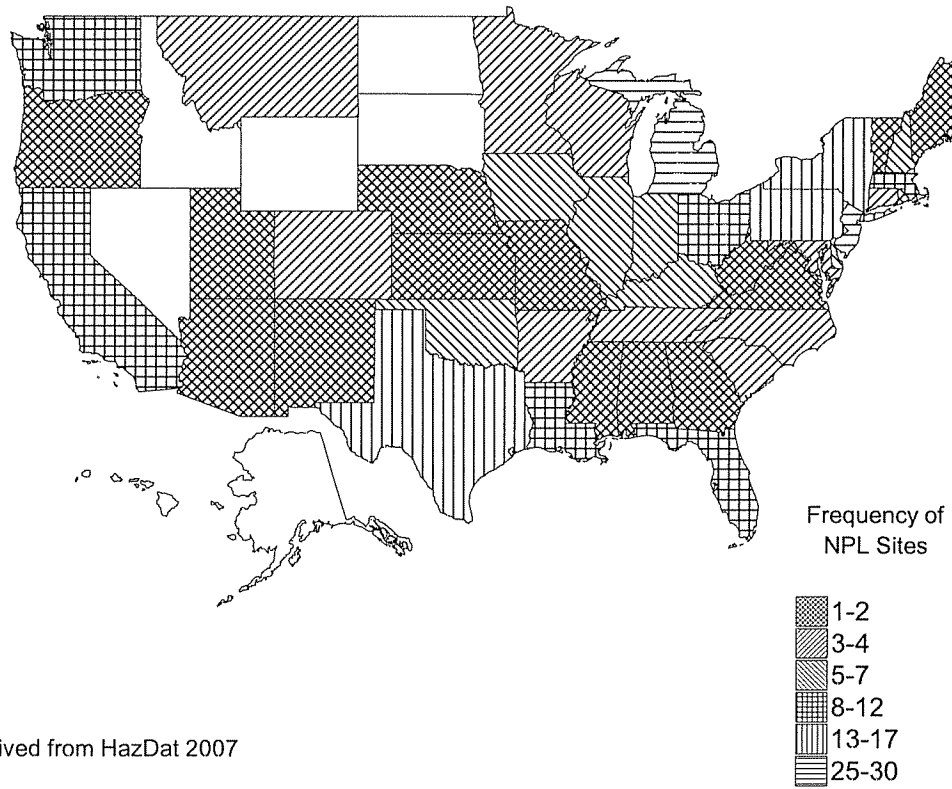 Frequency of
NPL Sites
1-2
3-4
5-7
8-12
13-17
25-30
ived from HazDat 2007